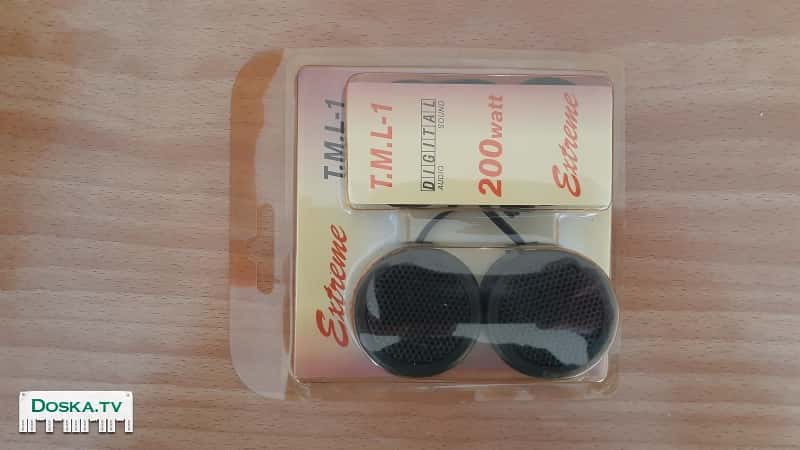 T.M.L-1
Extreme
T.M.L-1
DIGITAL
AUDIO SOUND
200watt
Extreme
DOSKA.TV